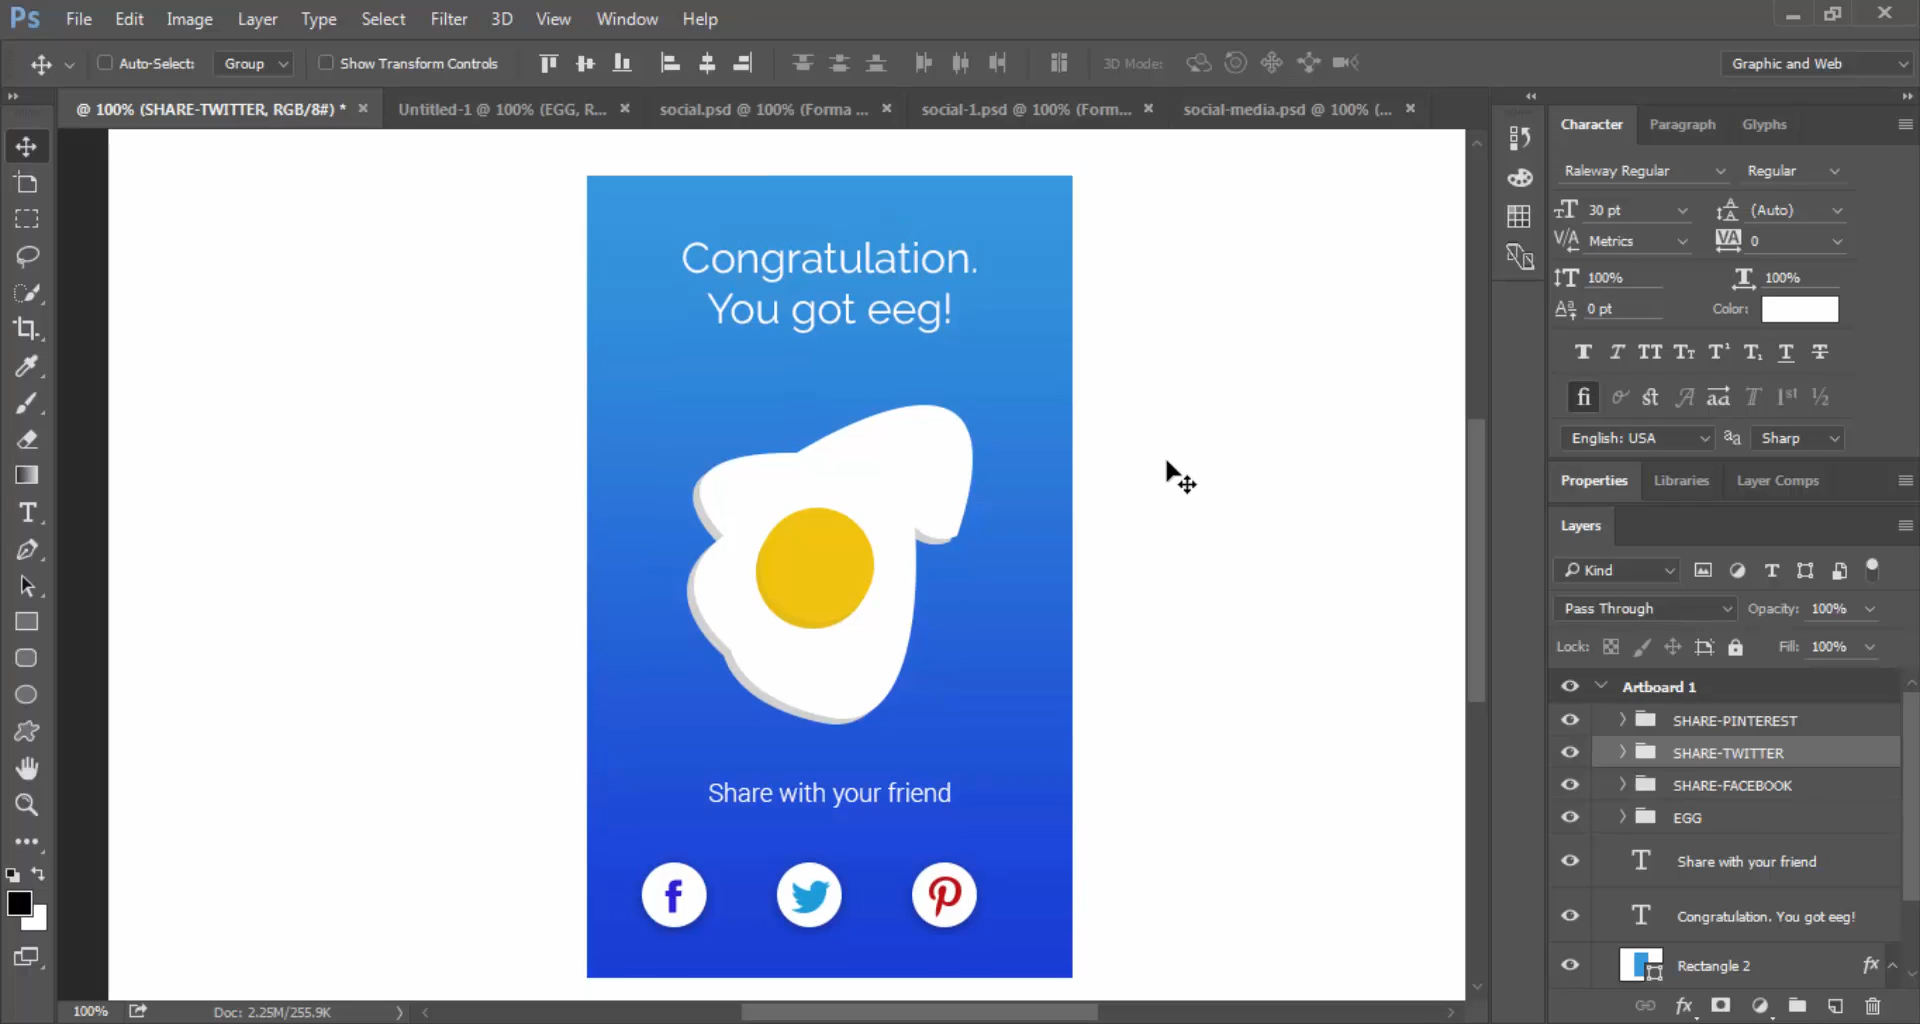 Ps File Edit Image Layer Type Select Filter 3D View Window Help
Auto-Select: Group Show Transform Controls 3D Mode: Graphic and Web
@ 100% (SHARE-TWITTER, RGB/8#) * Untitled-1 @ 100% (EGG, R... social.psd @ 100% (Forma ... social-1.psd @ 100% (Form... social-media.psd @ 100% (...
Congratulation.
You got eeg!
Share with your friend
Character Paragraph Glyphs
Raleway Regular Regular
30 pt (Auto)
Metrics 0
100% 100%
0 pt Color:
English: USA Sharp
Properties Libraries Layer Comps
Layers
Kind
Pass Through Opacity: 100%
Lock: Fill: 100%
Artboard 1
SHARE-PINTEREST
SHARE-TWITTER
SHARE-FACEBOOK
EGG
Share with your friend
Congratulation. You got eeg!
Rectangle 2 fx
100% Doc: 2.25M/255.9K